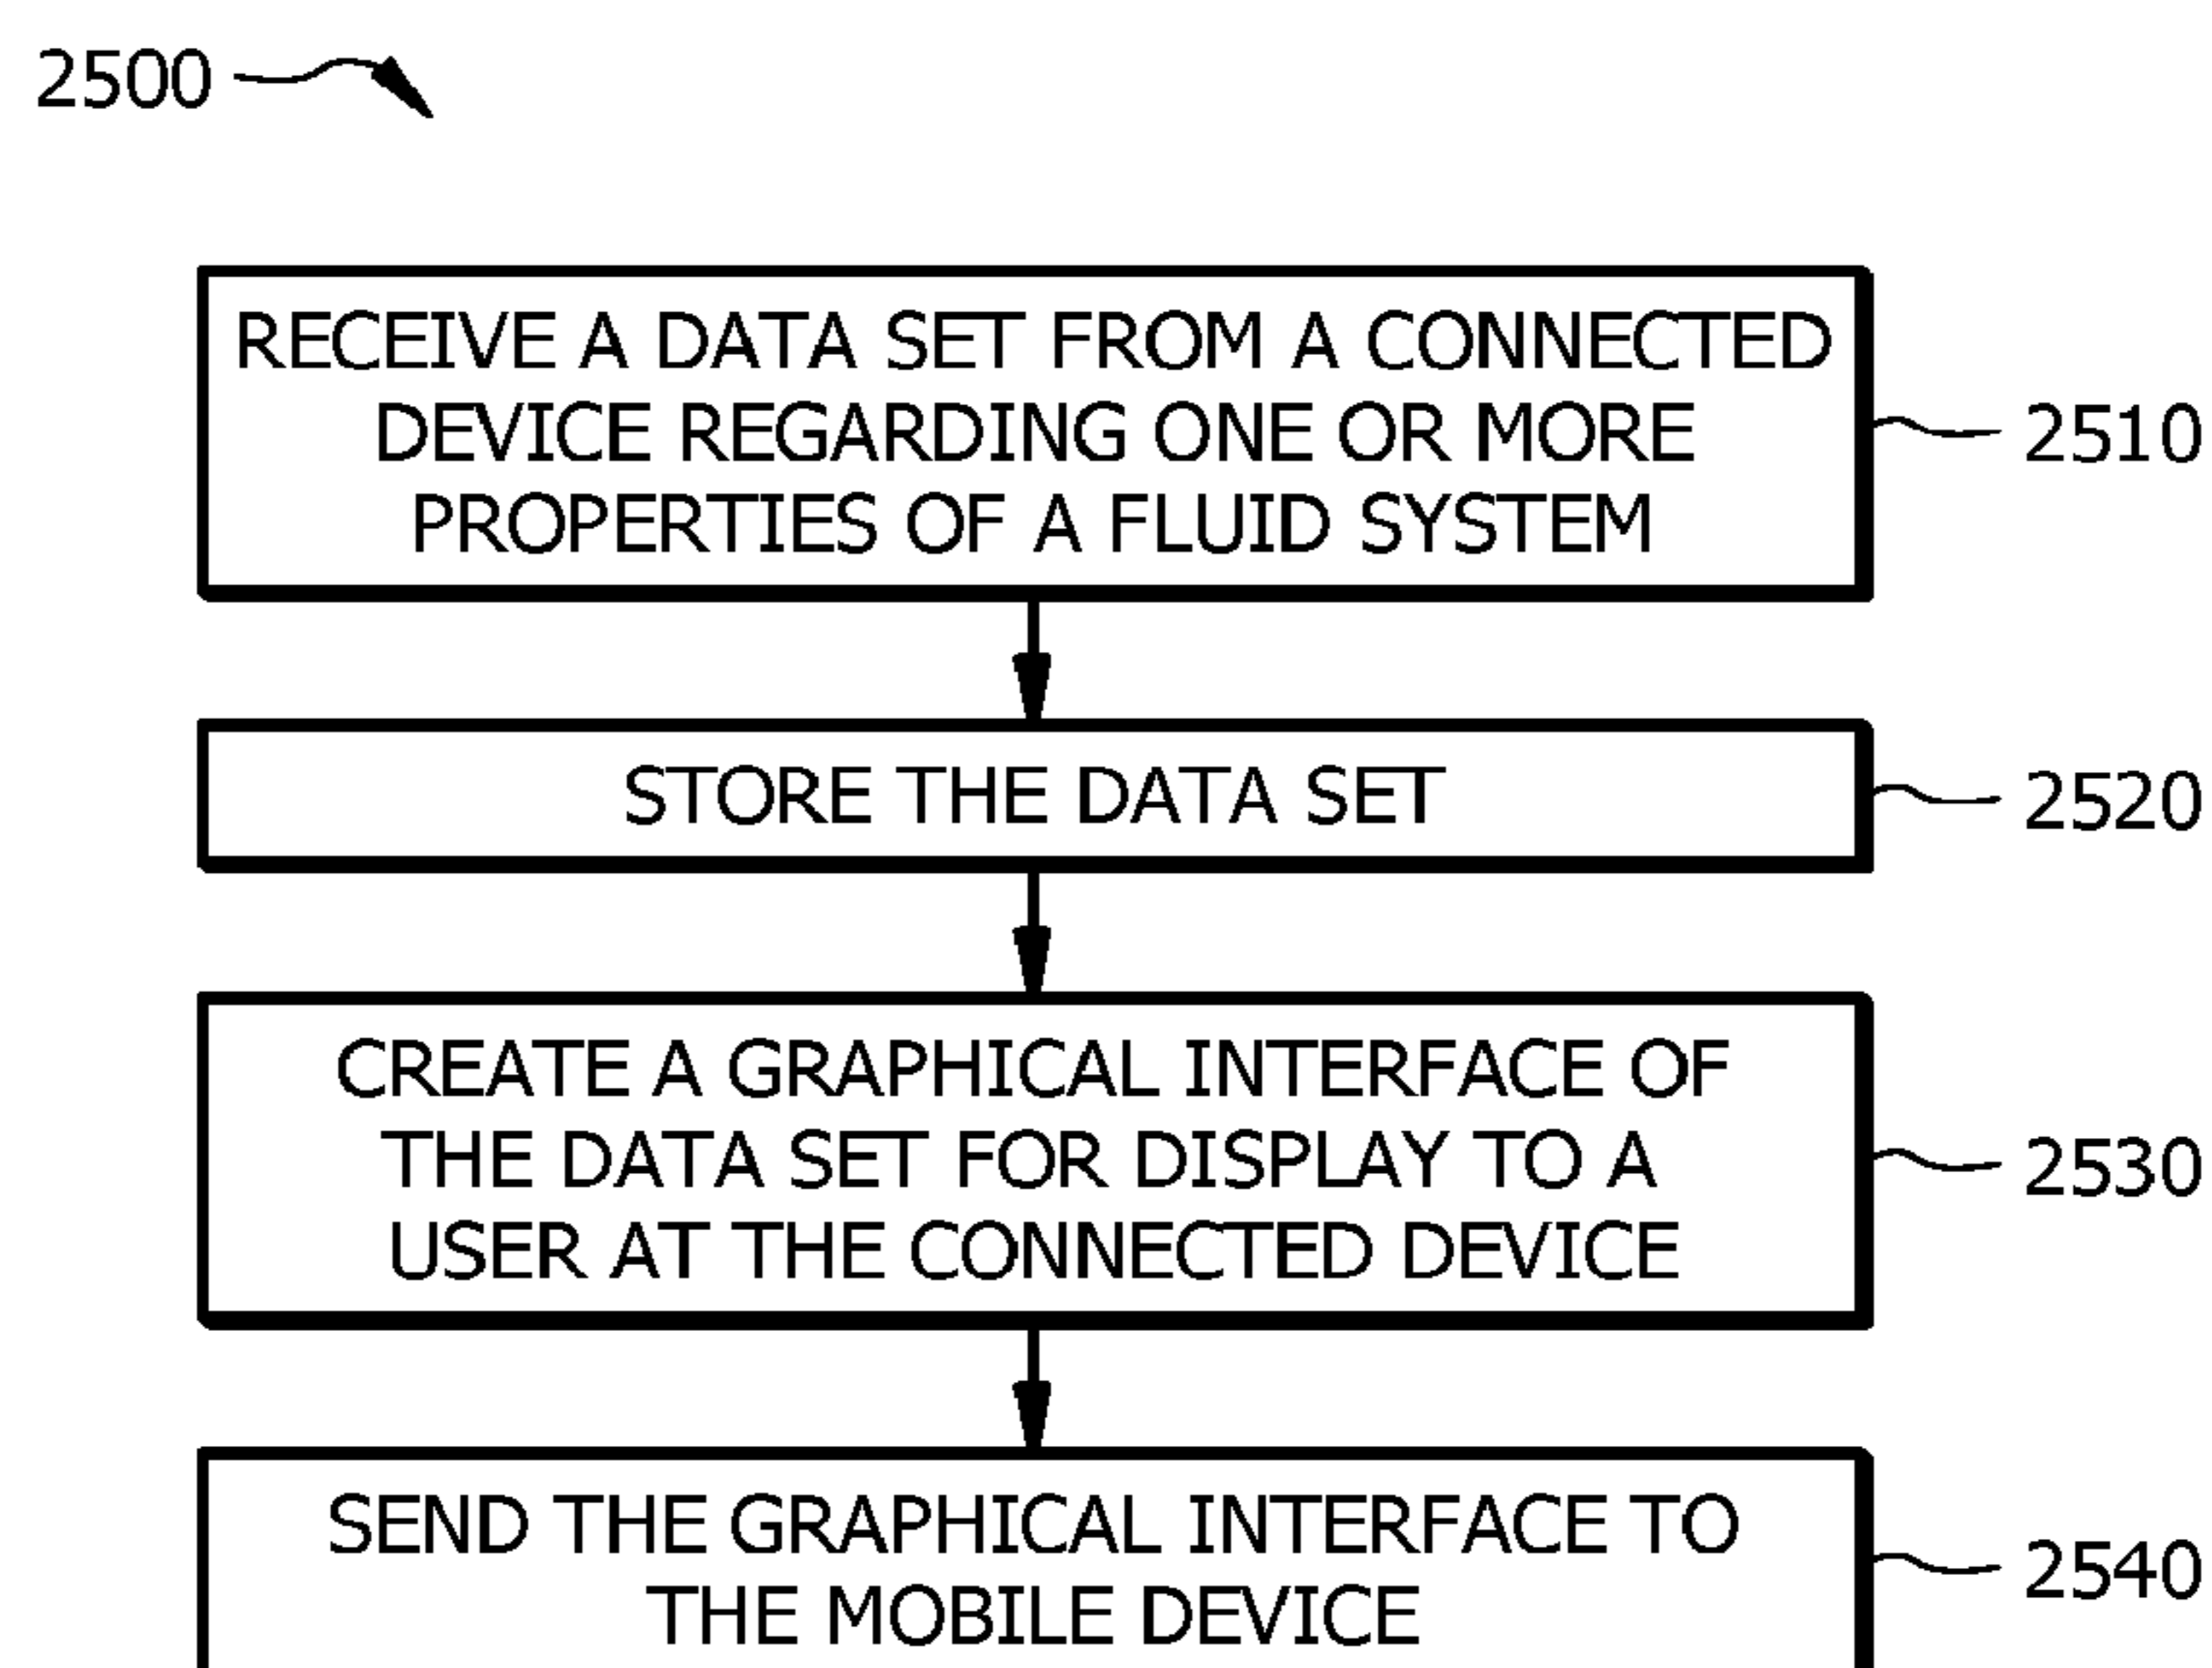 2500
RECEIVE A DATA SET FROM A CONNECTED
DEVICE REGARDING ONE OR MORE
PROPERTIES OF A FLUID SYSTEM
2510
STORE THE DATA SET
2520
CREATE A GRAPHICAL INTERFACE OF
THE DATA SET FOR DISPLAY TO A
USER AT THE CONNECTED DEVICE
2530
SEND THE GRAPHICAL INTERFACE TO
THE MOBILE DEVICE
2540